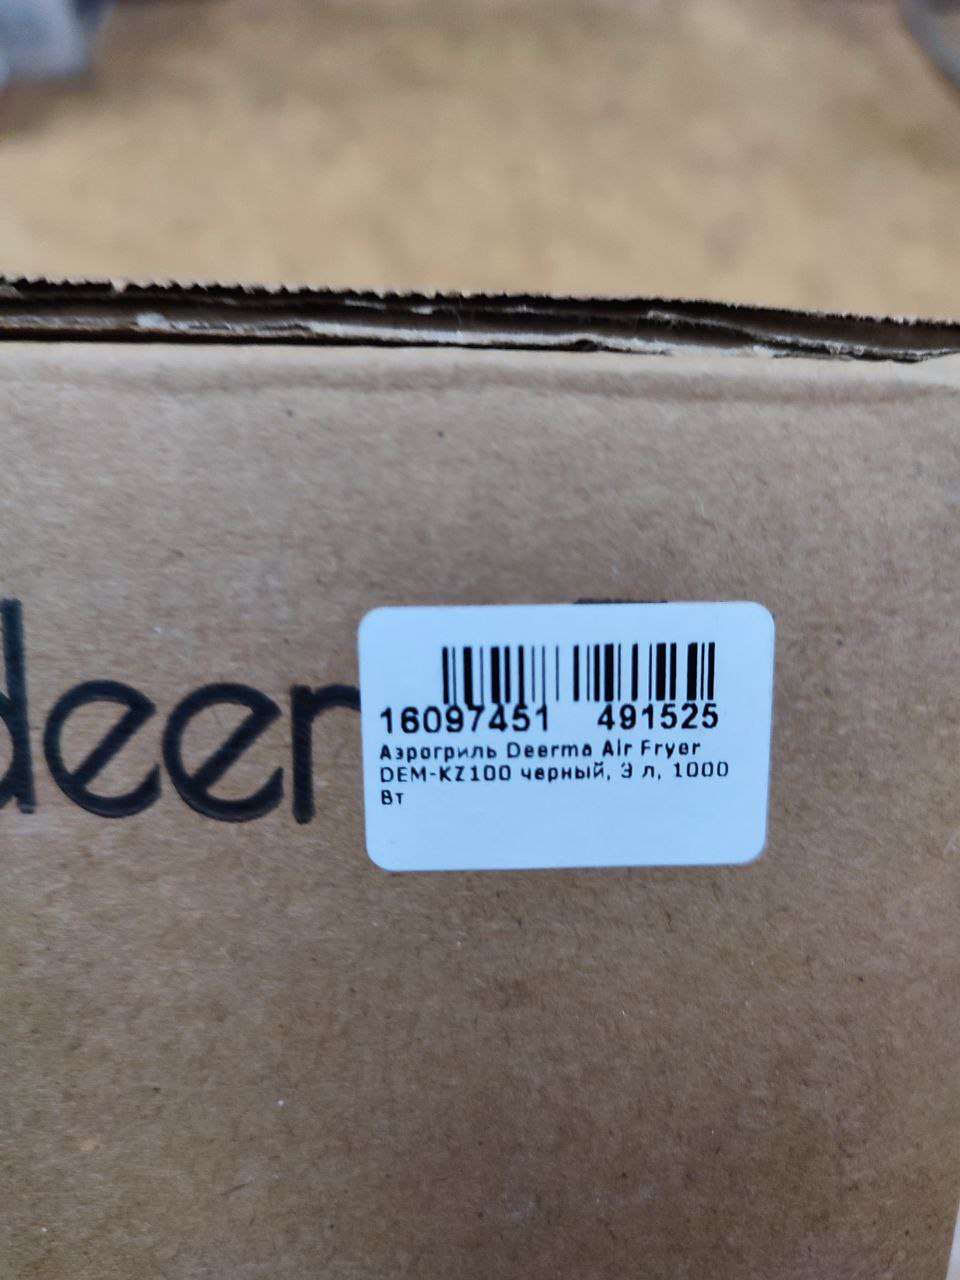 deer
16097451 491525
Аэрогриль Deerma Air Fryer
DEM-KZ100 черный, 3 л, 1000
Вт